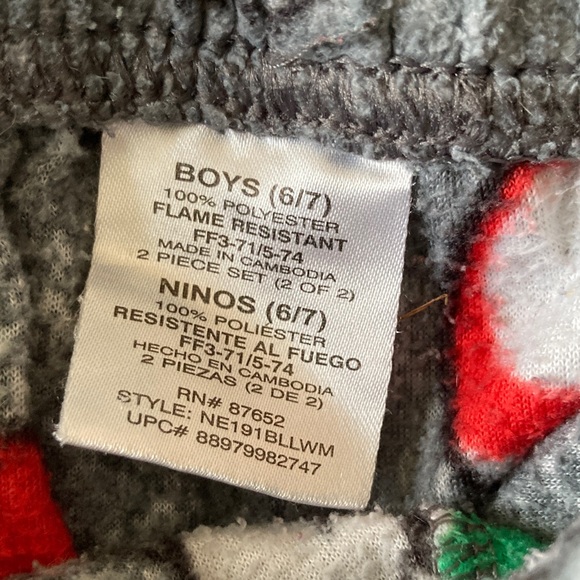 BOYS (6/7)
100% POLYESTER
FLAME RESISTANT
FF3-71/5-74
MADE IN CAMBODIA
2 PIECE SET (2 OF 2)
NINOS (6/7)
100% POLIÉSTER
RESISTENTE AL FUEGO
FF3-71/5-74
HECHO EN CAMBODIA
2 PIEZAS (2 DE 2)
RN# 87652
STYLE: NE191BLLWM
UPC# 88979982747